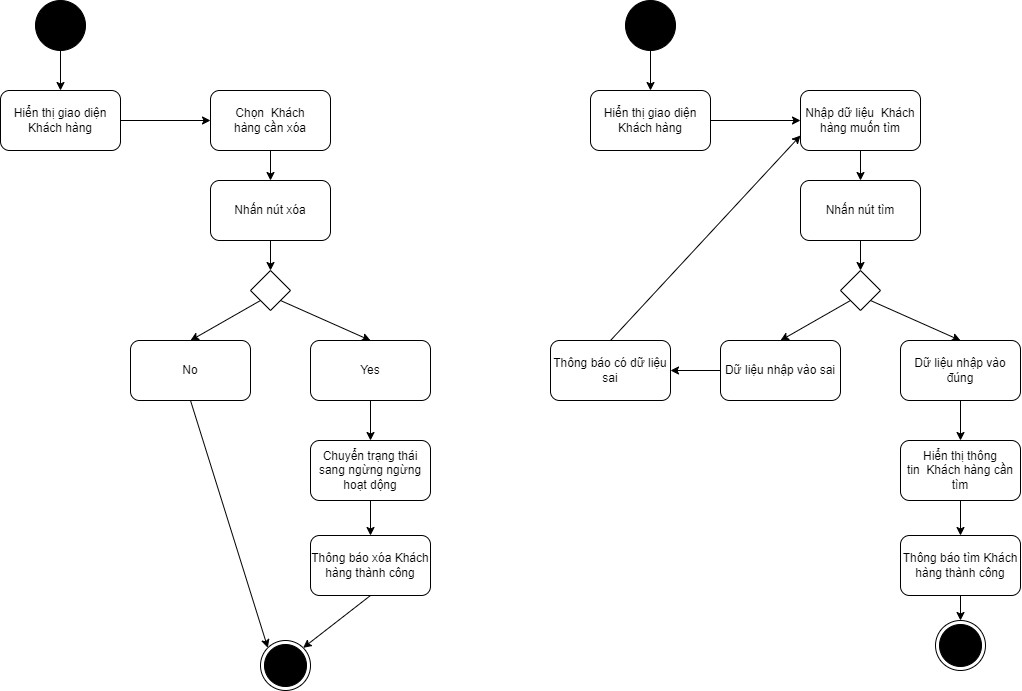 Hiển thị giao diện
Khách hàng
Chọn Khách
hàng cần xóa
Nhấn nút xóa
No
Yes
Chuyển trạng thái
sang ngừng ngừng
hoạt dộng
Thông báo xóa Khách
hàng thành công
Hiển thị giao diện
Khách hàng
Nhập dữ liệu Khách
hàng muốn tìm
Nhấn nút tìm
Thông báo có dữ liệu
sai
Dữ liệu nhập vào sai
Dữ liệu nhập vào
đúng
Hiển thị thông
tin Khách hàng cần
tìm
Thông báo tìm Khách
hàng thành công